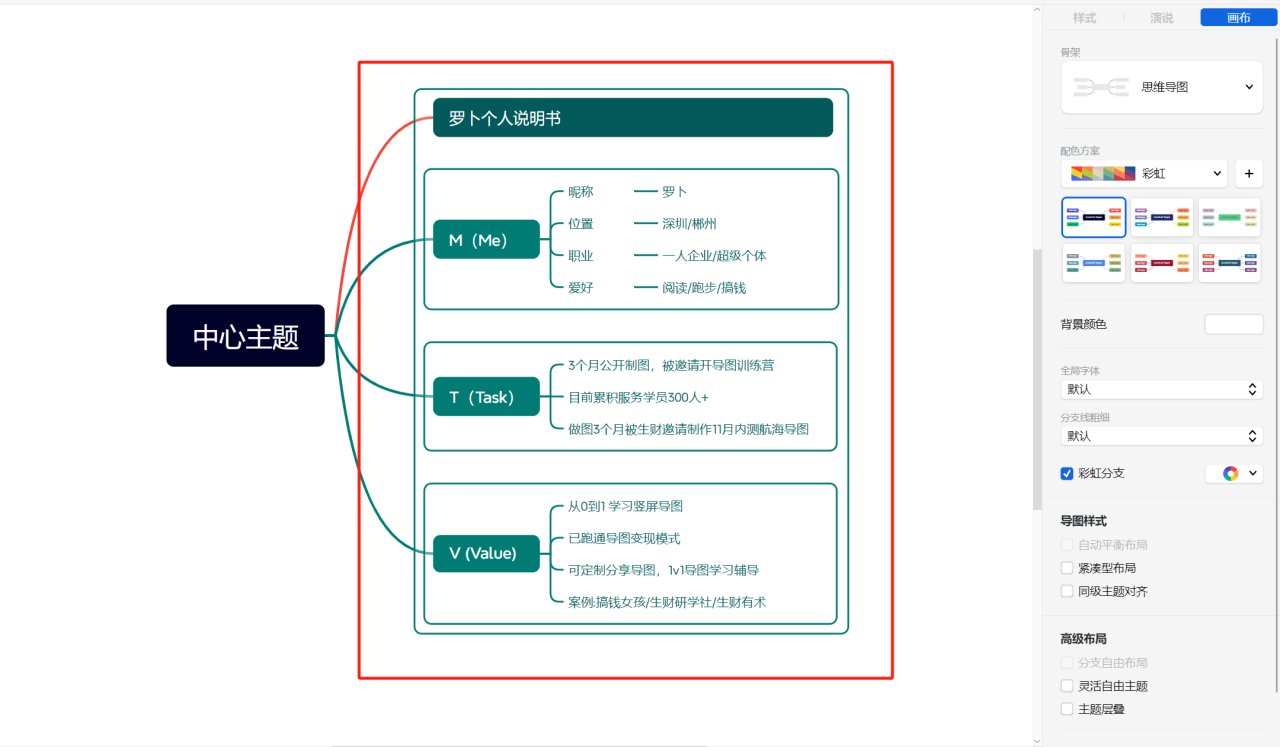 样式 演说 画布
骨架
思维导图
配色方案
彩虹
背景颜色
全局字体
默认
分支线粗细
默认
彩虹分支
导图样式
自动平衡布局
紧凑型布局
同级主题对齐
高级布局
分支自由布局
灵活自由主题
主题层叠
中心主题
罗卜个人说明书
M（Me）
昵称 罗卜
位置 深圳/郴州
职业 一人企业/超级个体
爱好 阅读/跑步/搞钱
T（Task）
3个月公开制图，被邀请开导图训练营
目前累积服务学员300人+
做图3个月被生财邀请制作11月内测航海导图
V (Value)
从0到1 学习竖屏导图
已跑通导图变现模式
可定制分享导图，1v1导图学习辅导
案例:搞钱女孩/生财研学社/生财有术